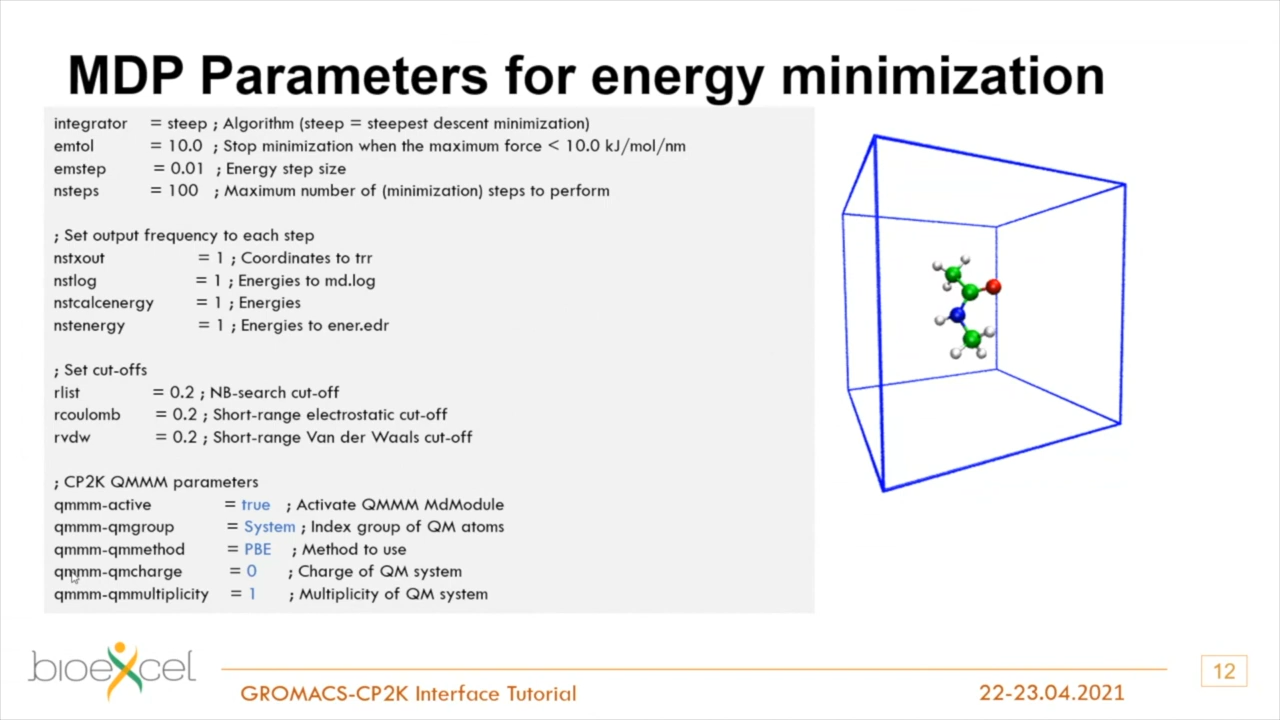 MDP Parameters for energy minimization
integrator = steep ; Algorithm (steep = steepest descent minimization)
emtol = 10.0 ; Stop minimization when the maximum force < 10.0 kJ/mol/nm
emstep = 0.01 ; Energy step size
nsteps = 100 ; Maximum number of (minimization) steps to perform
; Set output frequency to each step
nstxout = 1 ; Coordinates to trr
nstlog = 1 ; Energies to md.log
nstcalcenergy = 1 ; Energies
nstenergy = 1 ; Energies to ener.edr
; Set cut-offs
rlist = 0.2 ; NB-search cut-off
rcoulomb = 0.2 ; Short-range electrostatic cut-off
rvdw = 0.2 ; Short-range Van der Waals cut-off
; CP2K QMMM parameters
qmmm-active = true ; Activate QMMM MdModule
qmmm-qmgroup = System ; Index group of QM atoms
qmmm-qmmethod = PBE ; Method to use
qmmm-qmcharge = 0 ; Charge of QM system
qmmm-qmmultiplicity = 1 ; Multiplicity of QM system
bioexcel
GROMACS-CP2K Interface Tutorial
22-23.04.2021
12